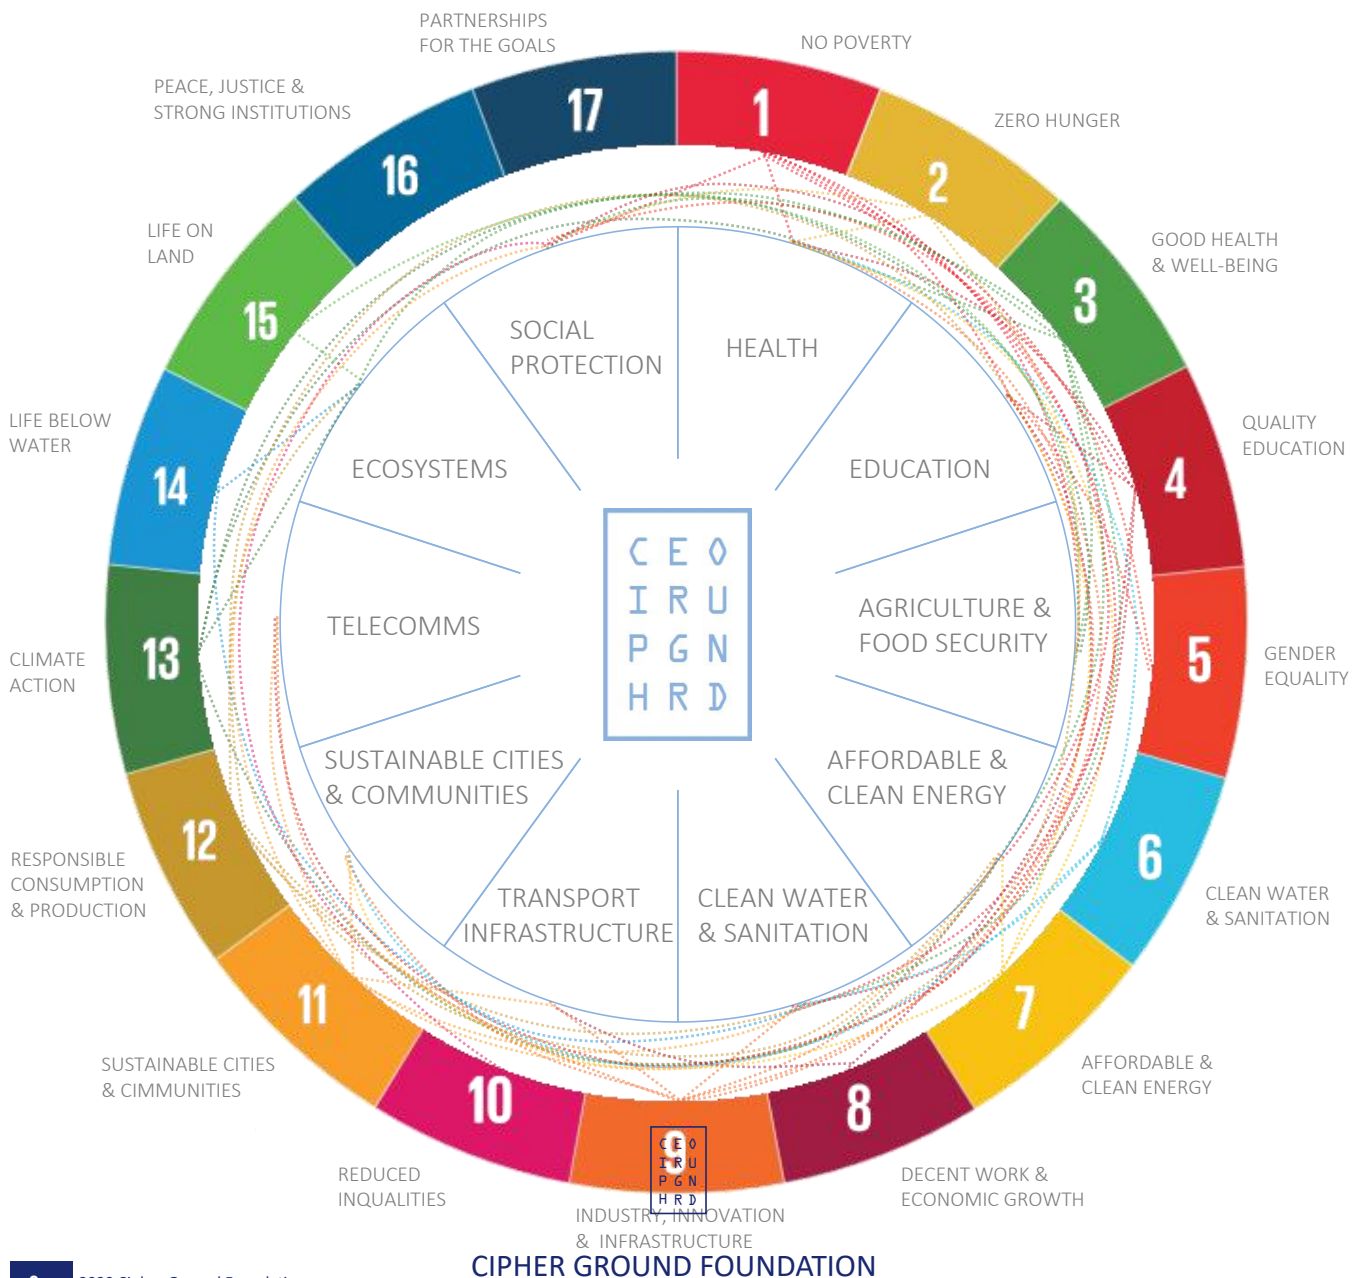 PARTNERSHIPS
FOR THE GOALS
NO POVERTY
PEACE, JUSTICE &
STRONG INSTITUTIONS
17
1
ZERO HUNGER
16
2
LIFE ON
LAND
GOOD HEALTH
& WELL-BEING
15
3
SOCIAL
PROTECTION
HEALTH
LIFE BELOW
WATER
QUALITY
EDUCATION
14
4
ECOSYSTEMS
EDUCATION
C E O
I R U
P G N
H R D
TELECOMMS
AGRICULTURE &
FOOD SECURITY
CLIMATE
ACTION
13
5
GENDER
EQUALITY
SUSTAINABLE CITIES
& COMMUNITIES
AFFORDABLE &
CLEAN ENERGY
12
6
RESPONSIBLE
CONSUMPTION
& PRODUCTION
CLEAN WATER
& SANITATION
TRANSPORT
INFRASTRUCTURE
CLEAN WATER
& SANITATION
11
7
SUSTAINABLE CITIES
& CIMMUNITIES
AFFORDABLE &
CLEAN ENERGY
10
8
9
C E O
I R U
P G N
H R D
REDUCED
INQUALITIES
DECENT WORK &
ECONOMIC GROWTH
INDUSTRY, INNOVATION
& INFRASTRUCTURE
CIPHER GROUND FOUNDATION